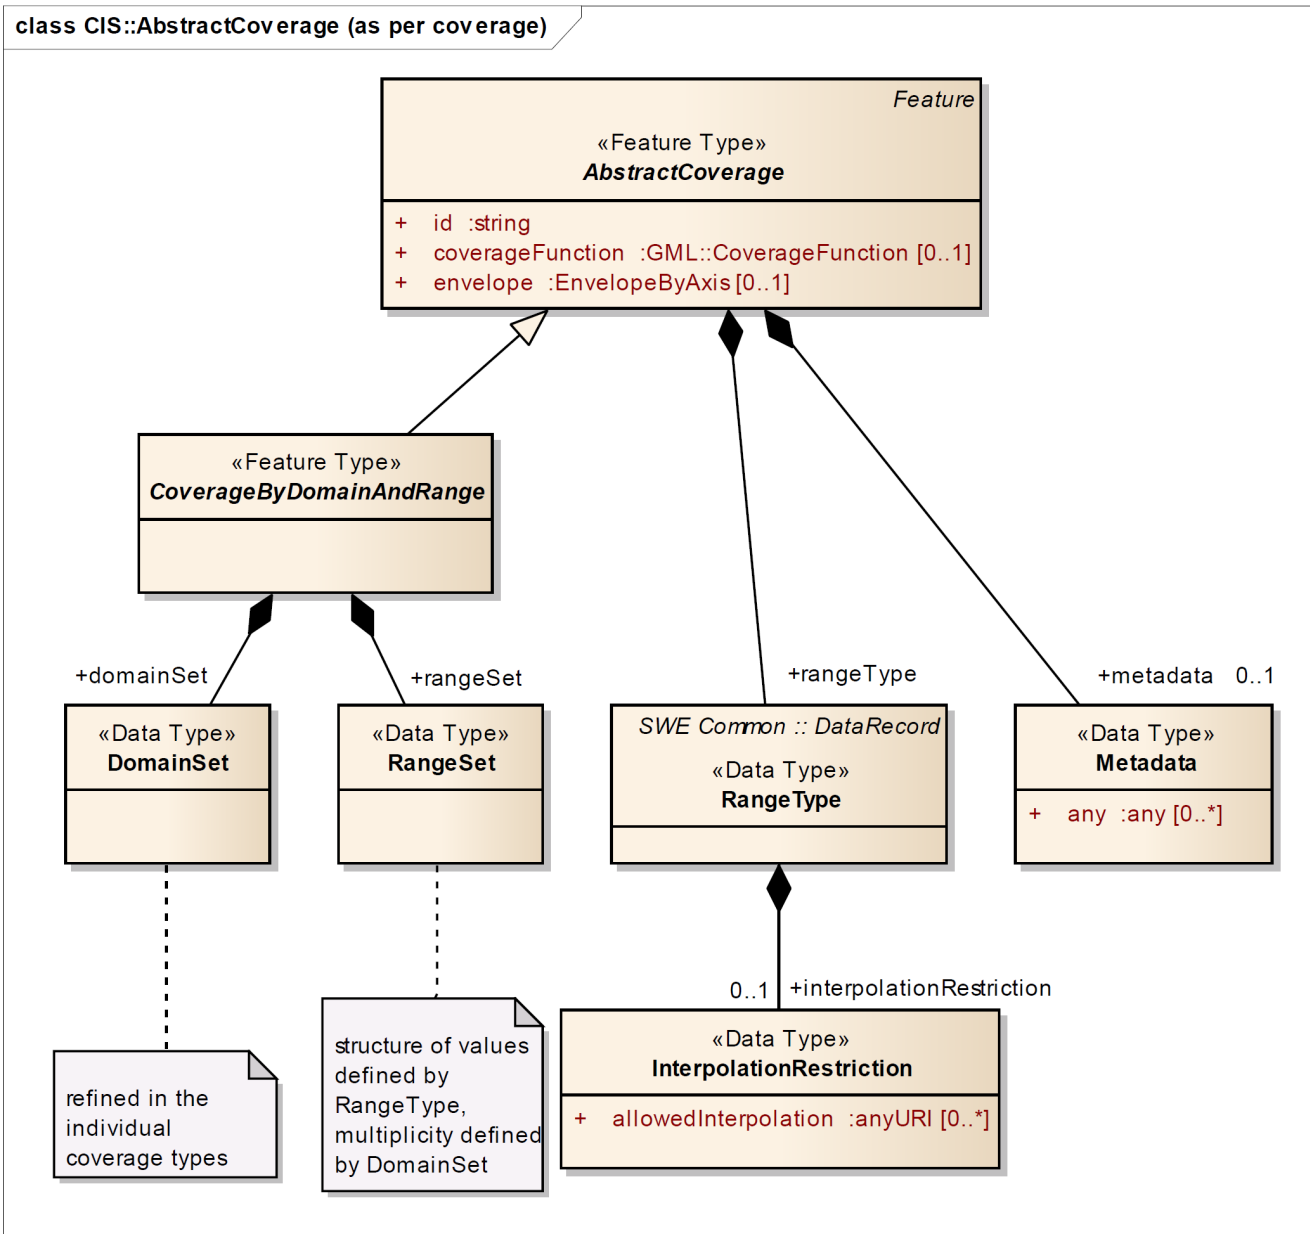 class CIS::AbstractCoverage (as per coverage)
Feature
«Feature Type»
AbstractCoverage
+ id :string
+ coverageFunction :GML::CoverageFunction [0..1]
+ envelope :EnvelopeByAxis [0..1]
«Feature Type»
CoverageByDomainAndRange
+domainSet
+rangeSet
+rangeType
+metadata 0..1
«Data Type»
DomainSet
«Data Type»
RangeSet
SWE Common :: DataRecord
«Data Type»
RangeType
«Data Type»
Metadata
+ any :any [0..*]
0..1 +interpolationRestriction
«Data Type»
InterpolationRestriction
+ allowedInterpolation :anyURI [0..*]
refined in the
individual
coverage types
structure of values
defined by
RangeType,
multiplicity defined
by DomainSet